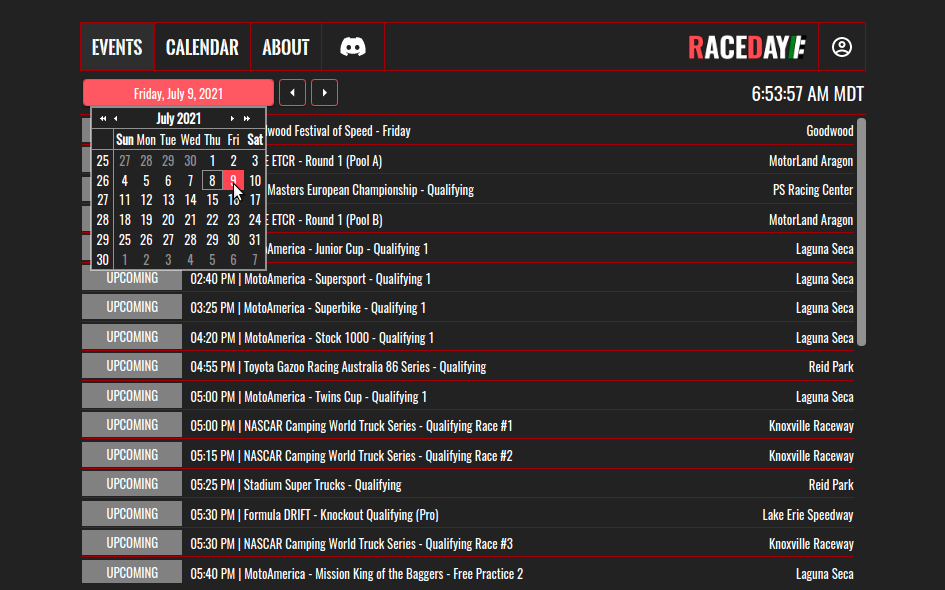 EVENTS CALENDAR ABOUT RACEDAY
Friday, July 9, 2021
6:53:57 AM MDT
July 2021
Sun Mon Tue Wed Thu Fri Sat
25 27 28 29 30 1 2 3
26 4 5 6 7 8 9 10
27 11 12 13 14 15 16 17
28 18 19 20 21 22 23 24
29 25 26 27 28 29 30 31
30 1 2 3 4 5 6 7
Festival of Speed - Friday Goodwood
ETCR - Round 1 (Pool A) MotorLand Aragon
Masters European Championship - Qualifying PS Racing Center
ETCR - Round 1 (Pool B) MotorLand Aragon
- Junior Cup - Qualifying 1 Laguna Seca
UPCOMING 02:40 PM | MotoAmerica - Supersport - Qualifying 1 Laguna Seca
UPCOMING 03:25 PM | MotoAmerica - Superbike - Qualifying 1 Laguna Seca
UPCOMING 04:20 PM | MotoAmerica - Stock 1000 - Qualifying 1 Laguna Seca
UPCOMING 04:55 PM | Toyota Gazoo Racing Australia 86 Series - Qualifying Reid Park
UPCOMING 05:00 PM | MotoAmerica - Twins Cup - Qualifying 1 Laguna Seca
UPCOMING 05:00 PM | NASCAR Camping World Truck Series - Qualifying Race #1 Knoxville Raceway
UPCOMING 05:15 PM | NASCAR Camping World Truck Series - Qualifying Race #2 Knoxville Raceway
UPCOMING 05:25 PM | Stadium Super Trucks - Qualifying Reid Park
UPCOMING 05:30 PM | Formula DRIFT - Knockout Qualifying (Pro) Lake Erie Speedway
UPCOMING 05:30 PM | NASCAR Camping World Truck Series - Qualifying Race #3 Knoxville Raceway
UPCOMING 05:40 PM | MotoAmerica - Mission King of the Baggers - Free Practice 2 Laguna Seca